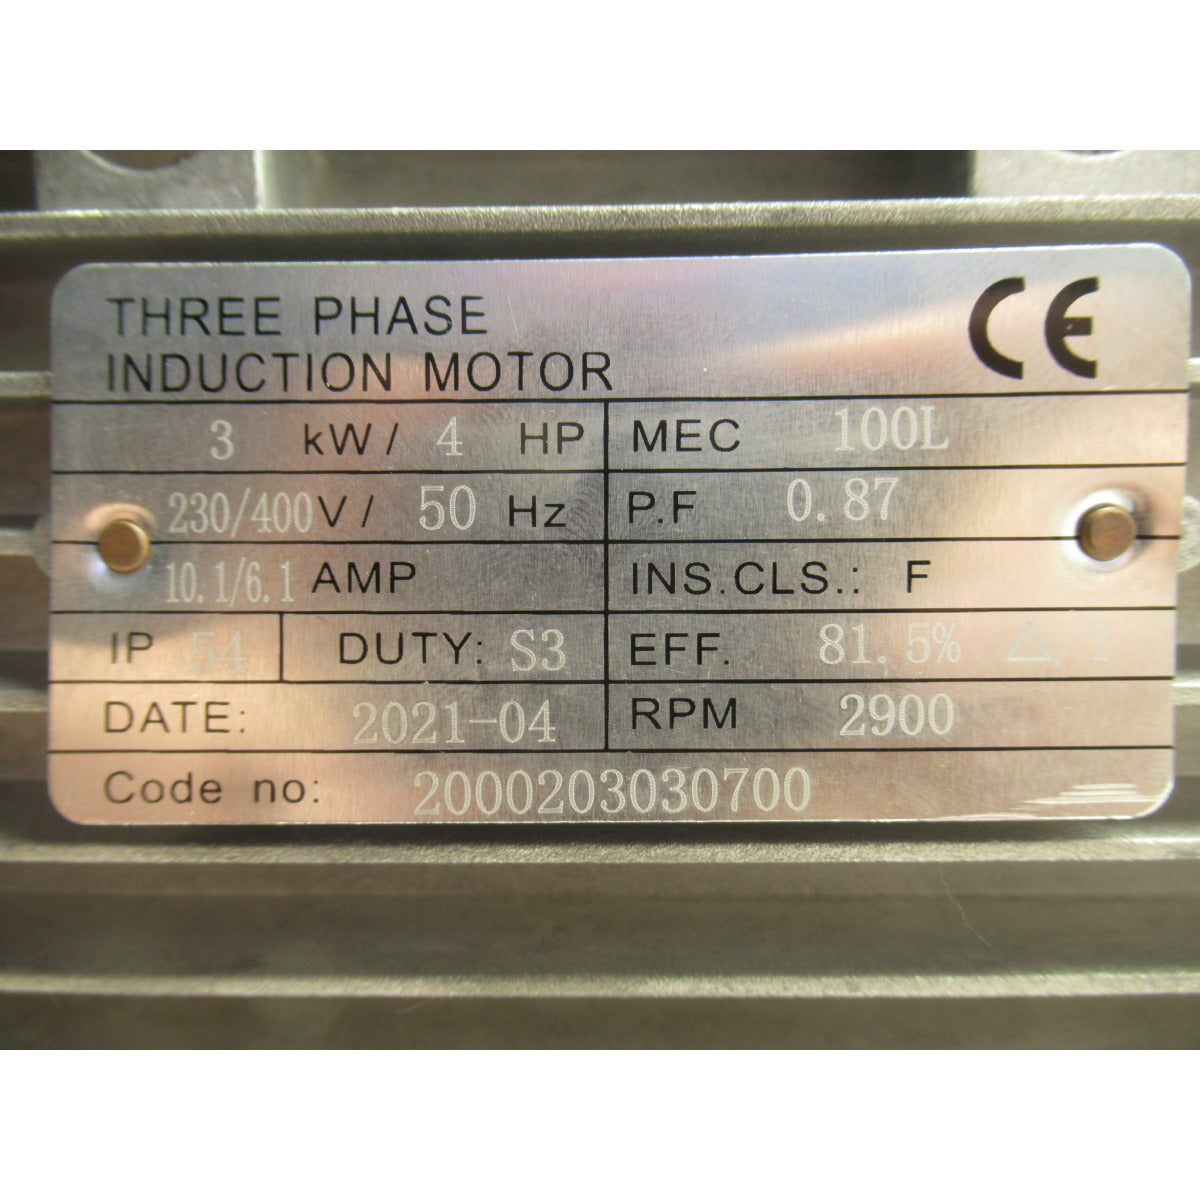 THREE PHASE
INDUCTION MOTOR
CE
3 kW / 4 HP
MEC 100L
230/400 V / 50 Hz
P.F 0.87
10.1/6.1 AMP
INS.CLS.: F
IP 54
DUTY: S3
EFF. 81.5% △/Y
DATE: 2021-04
RPM 2900
Code no: 2000203030700